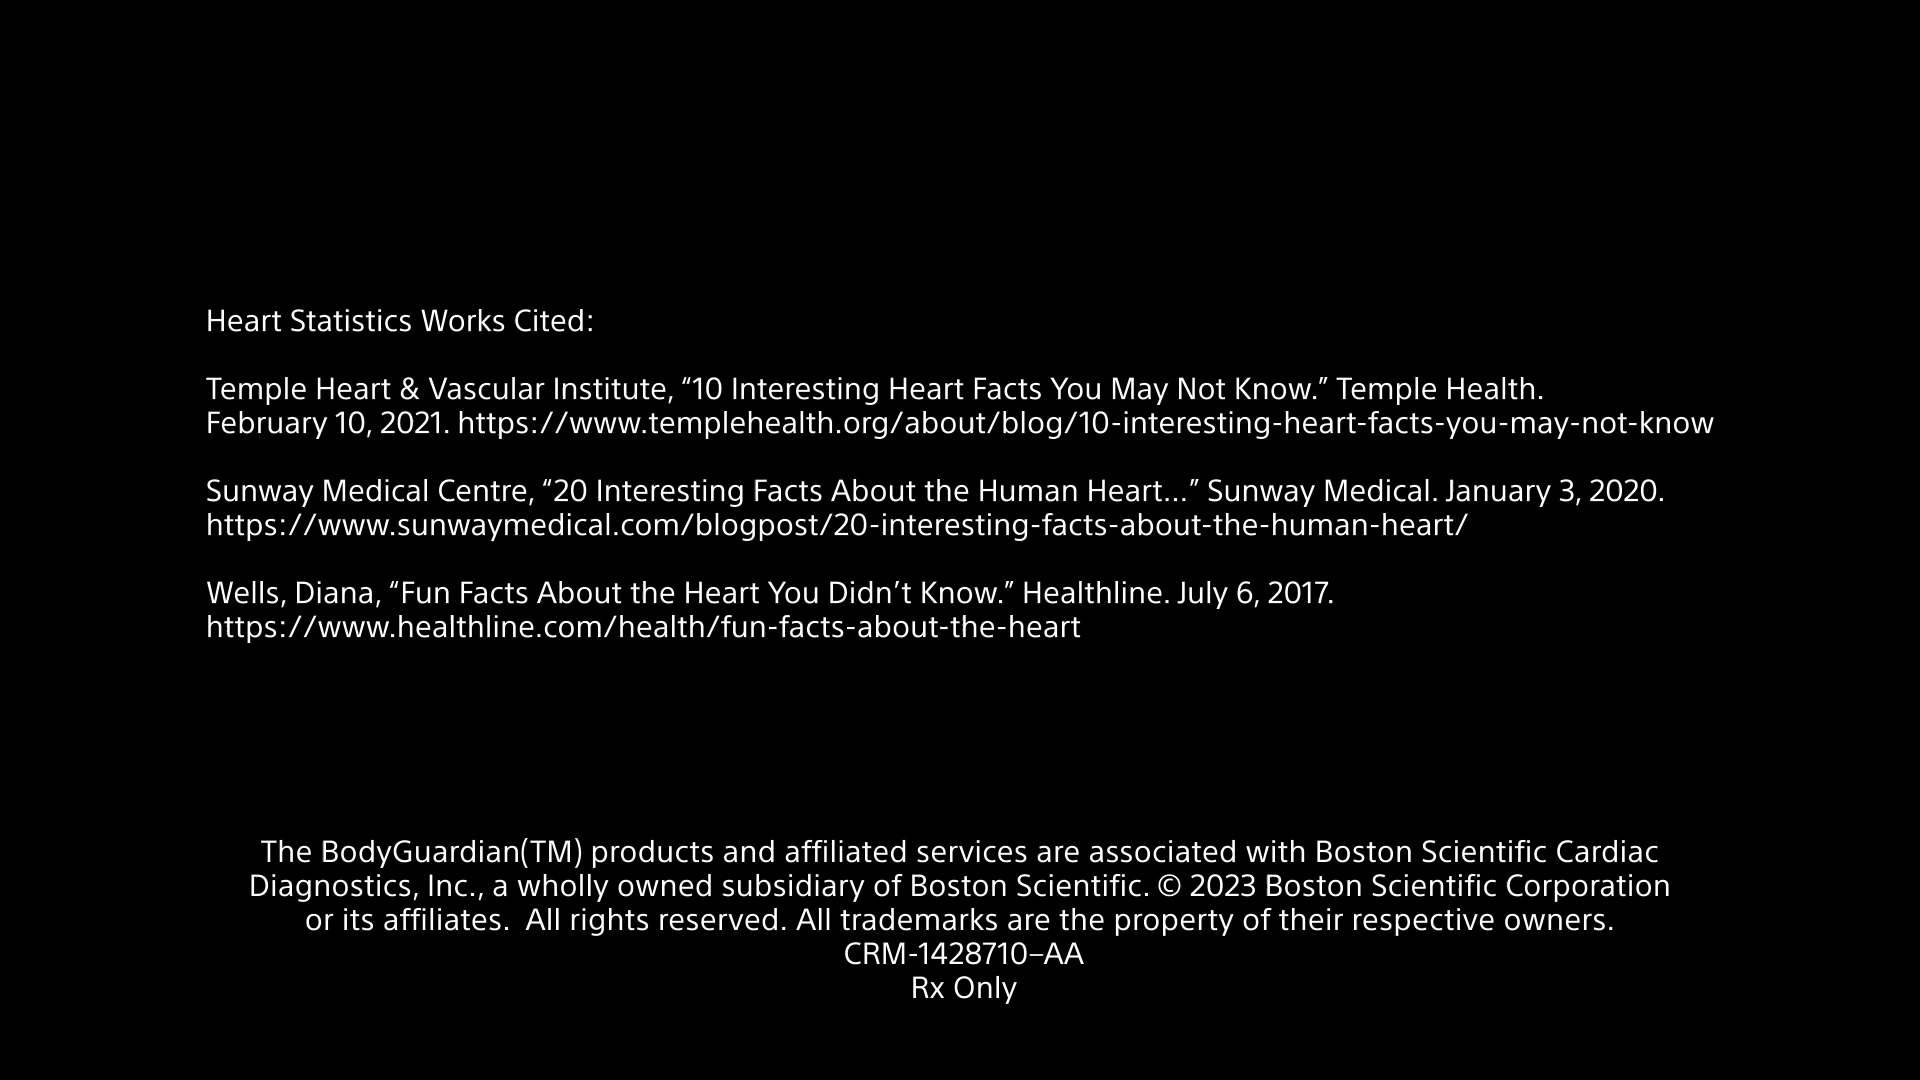 Heart Statistics Works Cited:
Temple Heart & Vascular Institute, “10 Interesting Heart Facts You May Not Know.” Temple Health.
February 10, 2021. https://www.templehealth.org/about/blog/10-interesting-heart-facts-you-may-not-know
Sunway Medical Centre, “20 Interesting Facts About the Human Heart...” Sunway Medical. January 3, 2020.
https://www.sunwaymedical.com/blogpost/20-interesting-facts-about-the-human-heart/
Wells, Diana, “Fun Facts About the Heart You Didn’t Know.” Healthline. July 6, 2017.
https://www.healthline.com/health/fun-facts-about-the-heart
The BodyGuardian(TM) products and affiliated services are associated with Boston Scientific Cardiac
Diagnostics, Inc., a wholly owned subsidiary of Boston Scientific. © 2023 Boston Scientific Corporation
or its affiliates.  All rights reserved. All trademarks are the property of their respective owners.
CRM-1428710–AA
Rx Only